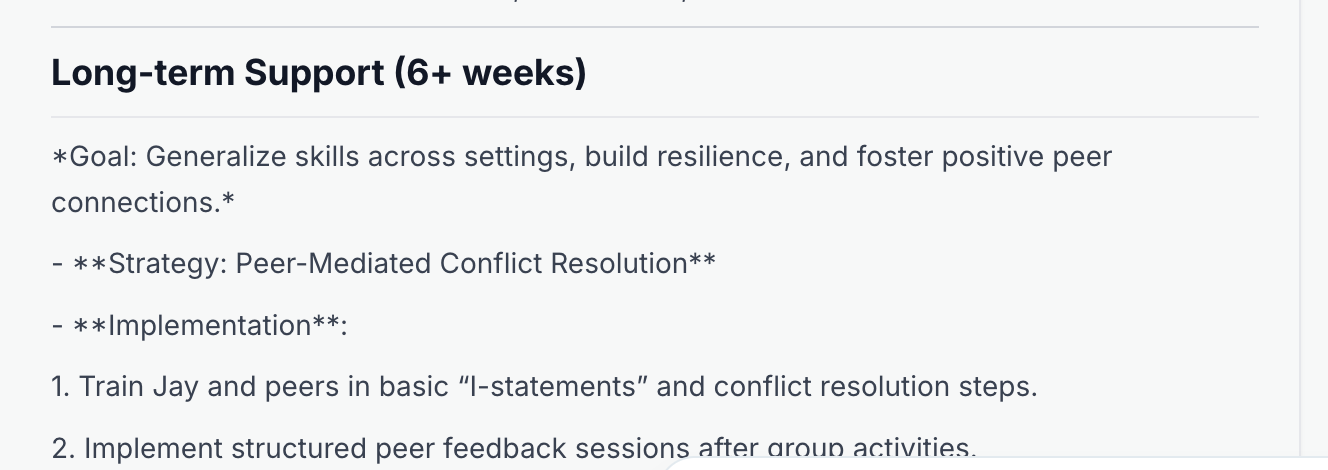 Long-term Support (6+ weeks)
*Goal: Generalize skills across settings, build resilience, and foster positive peer
connections.*
- **Strategy: Peer-Mediated Conflict Resolution**
- **Implementation**:
1. Train Jay and peers in basic “I-statements” and conflict resolution steps.
2. Implement structured peer feedback sessions after group activities.